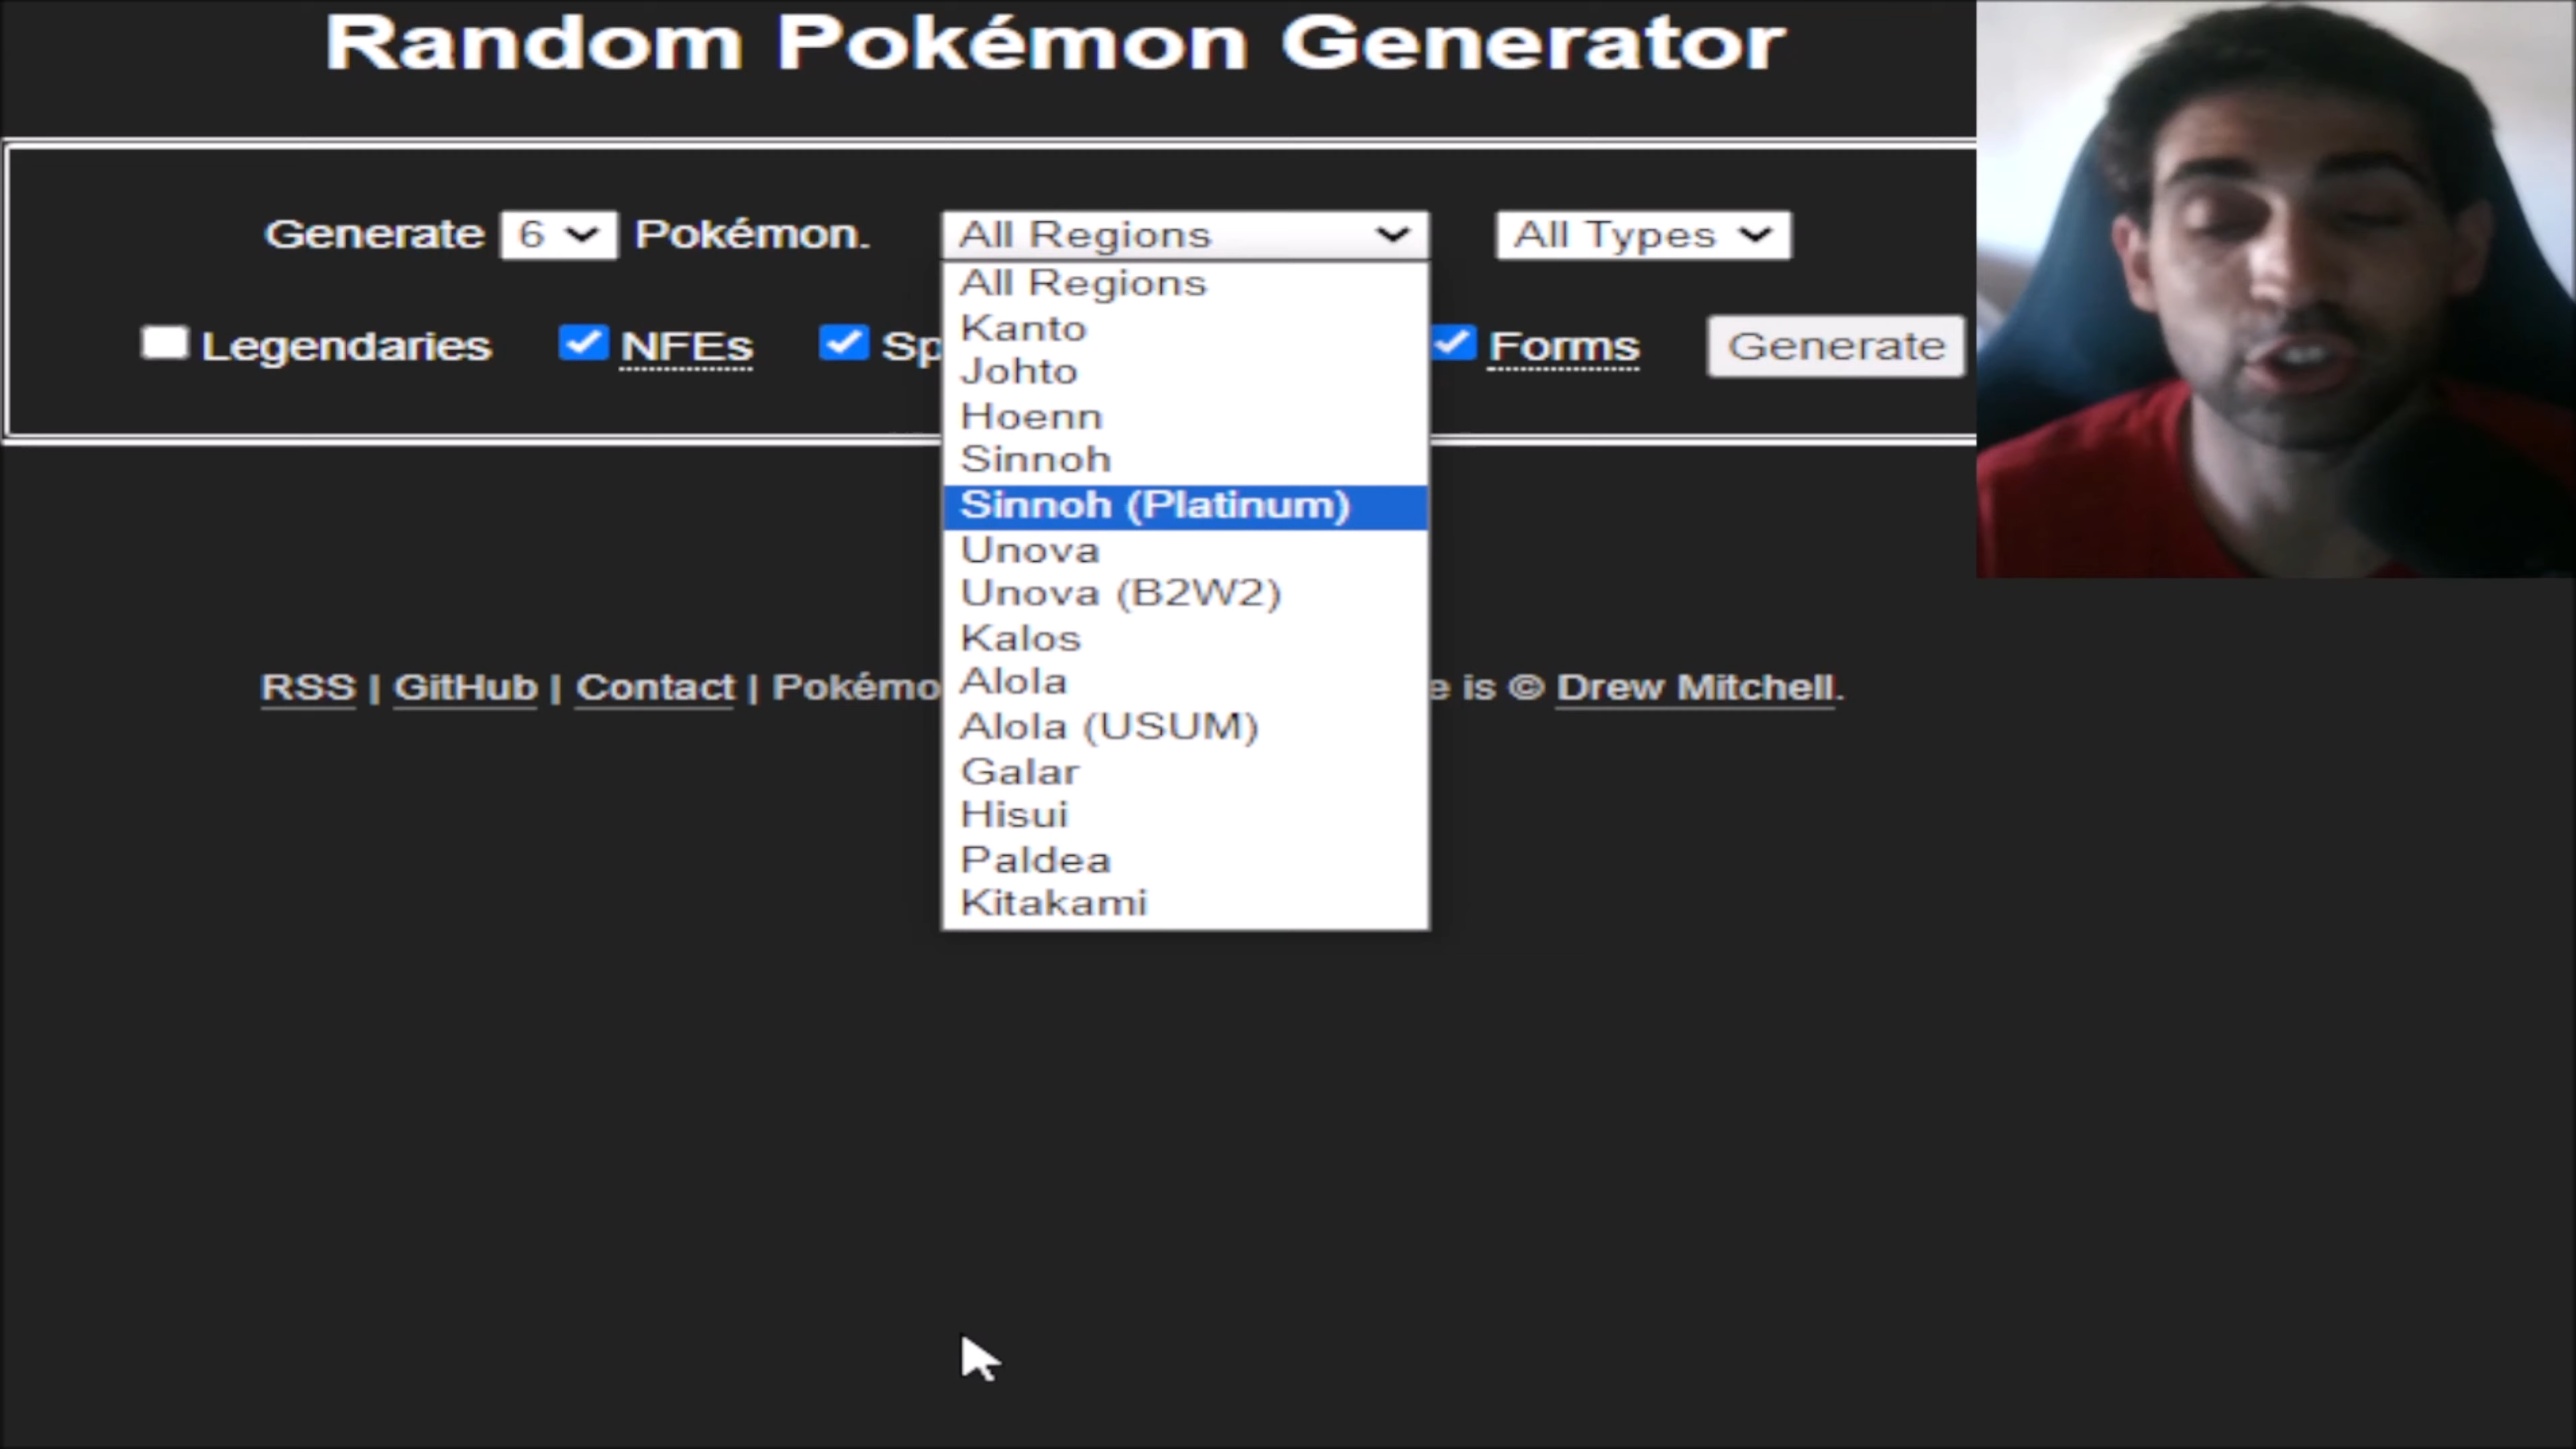 Random Pokémon Generator
Generate 6 Pokémon. All Regions All Types
Legendaries NFEs Sp Forms Generate
All Regions
Kanto
Johto
Hoenn
Sinnoh
Sinnoh (Platinum)
Unova
Unova (B2W2)
Kalos
Alola
Alola (USUM)
Galar
Hisui
Paldea
Kitakami
RSS | GitHub | Contact | Pokémo e is © Drew Mitchell.